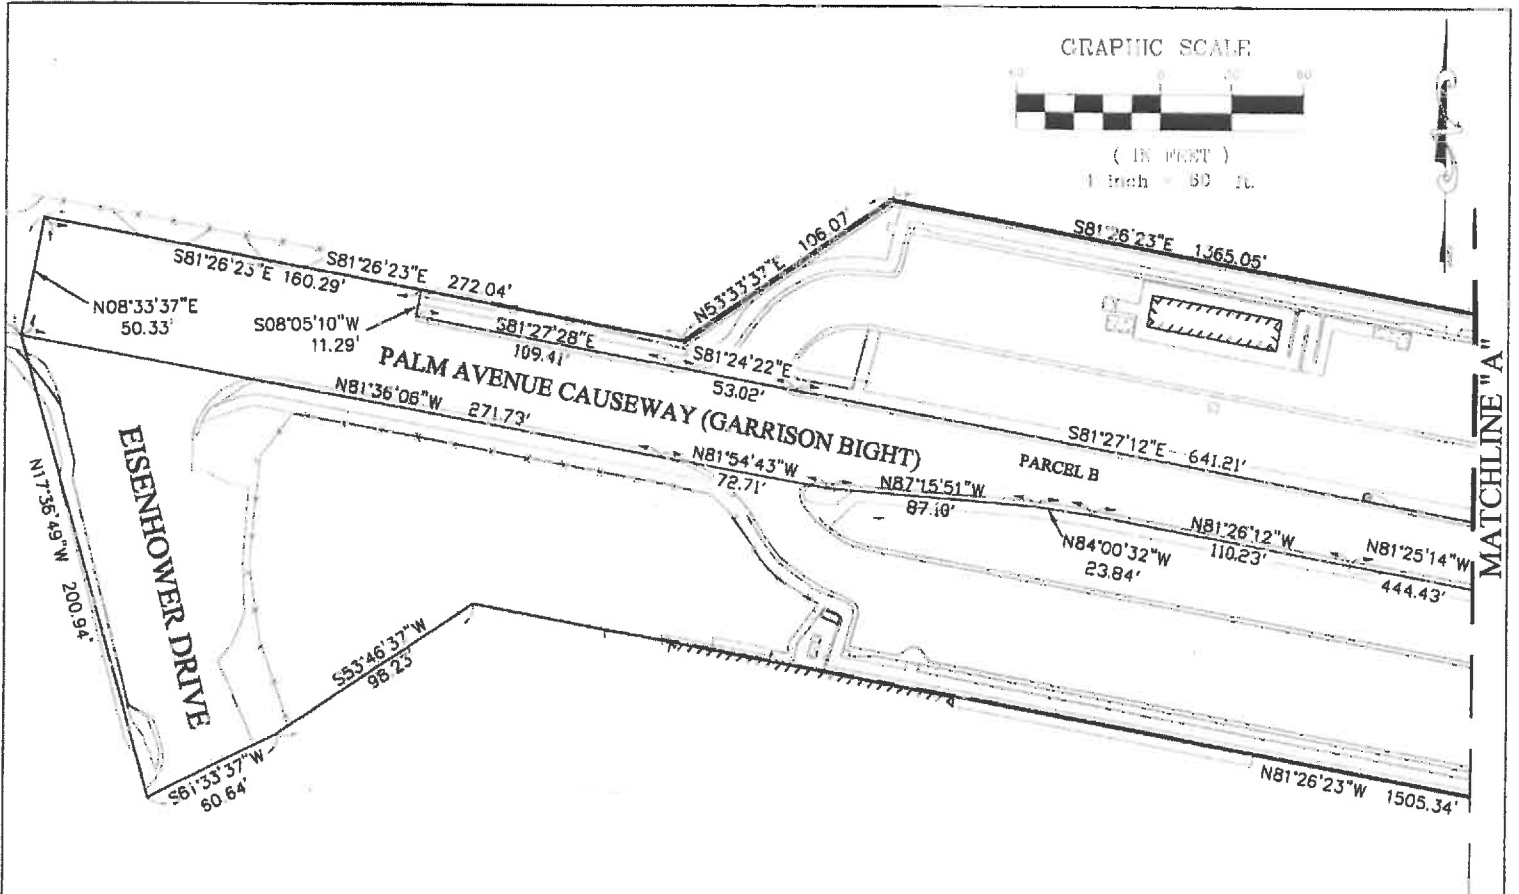 GRAPHIC SCALE
( IN FEET )
1 inch = 60 ft.
S81°26'23"E 1365.05'
N53°33'37"E 106.07'
S81°26'23"E 160.29'
S81°26'23"E 272.04'
N08°33'37"E
50.33'
S08°05'10"W
11.29'
S81°27'28"E
109.41'
S81°24'22"E
53.02'
PALM AVENUE CAUSEWAY (GARRISON BIGHT)
N81°36'06"W 271.73'
S81°27'12"E 641.21'
PARCEL B
N81°54'43"W
72.71'
N87°15'51"W
87.10'
N84°00'32"W
23.84'
N81°26'12"W
110.23'
N81°25'14"W
444.43'
MATCHLINE "A"
EISENHOWER DRIVE
N17°36'49"W 200.94'
S53°46'37"W
98.23'
S61°33'37"W
60.64'
N81°26'23"W 1505.34'